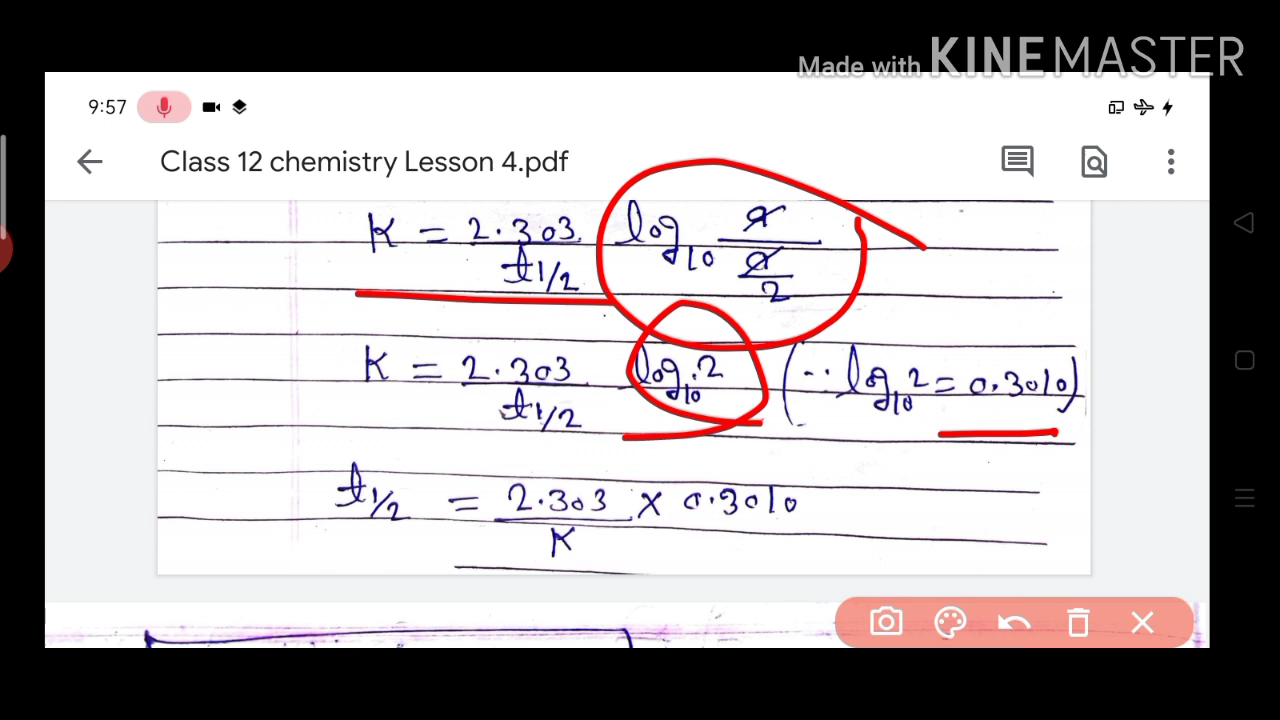 Made with KINEMASTER
9:57
Class 12 chemistry Lesson 4.pdf
K = 2.303/t1/2 log10 a/(a/2)
K = 2.303/t1/2 log10 2 (∵ log10 2 = 0.3010)
t1/2 = 2.303/K × 0.3010